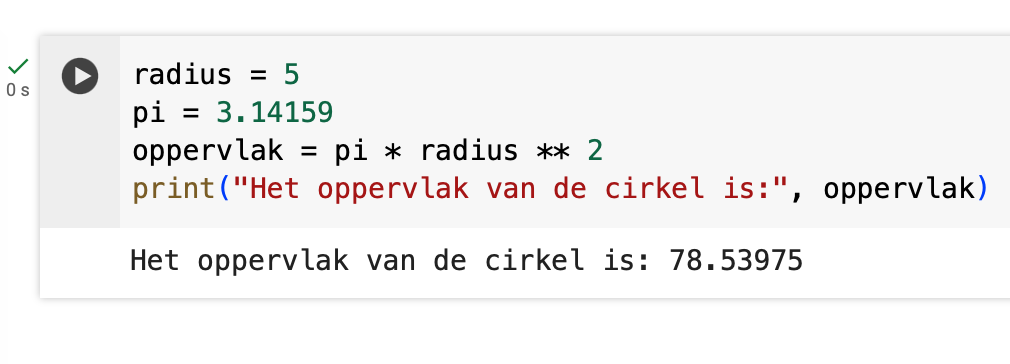 radius = 5
0 s
pi = 3.14159
oppervlak = pi * radius ** 2
print("Het oppervlak van de cirkel is:", oppervlak)
Het oppervlak van de cirkel is: 78.53975